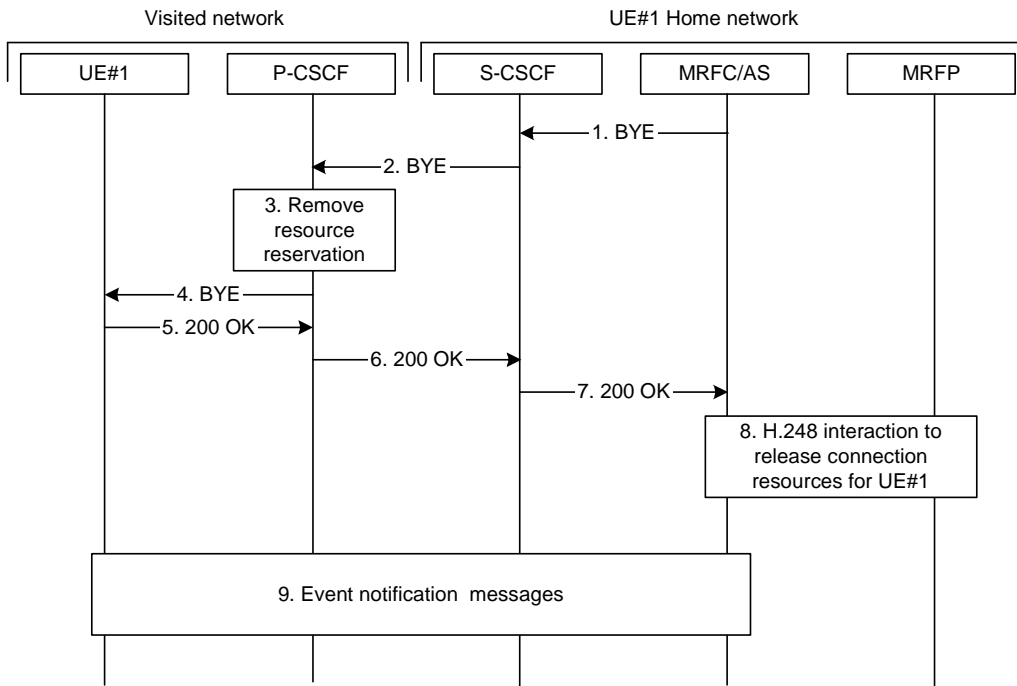 Visited network
UE#1 Home network
UE#1
P-CSCF
S-CSCF
MRFC/AS
MRFP
1. BYE
2. BYE
3. Remove
resource
reservation
4. BYE
5. 200 OK
6. 200 OK
7. 200 OK
8. H.248 interaction to
release connection
resources for UE#1
9. Event notification messages